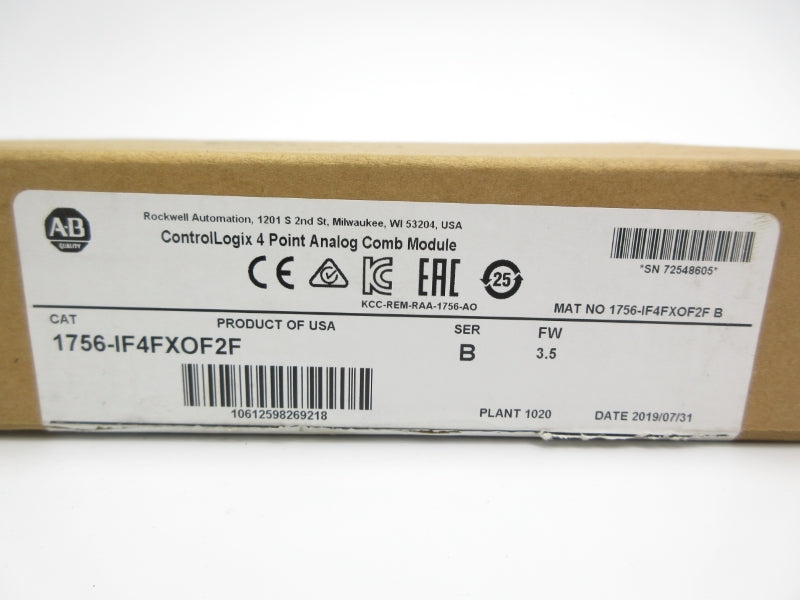 A-B
QUALITY
Rockwell Automation, 1201 S 2nd St, Milwaukee, WI 53204, USA
ControlLogix 4 Point Analog Comb Module
*SN 72548605*
CE EAC 25
KCC-REM-RAA-1756-AO
MAT NO 1756-IF4FXOF2F B
CAT
PRODUCT OF USA
SER
FW
1756-IF4FXOF2F
B
3.5
10612598269218
PLANT 1020
DATE 2019/07/31